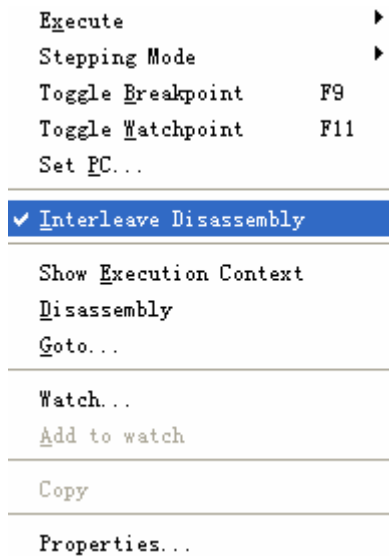 Execute
Stepping Mode
Toggle Breakpoint F9
Toggle Watchpoint F11
Set PC...
Interleave Disassembly
Show Execution Context
Disassembly
Goto...
Watch...
Add to watch
Copy
Properties...